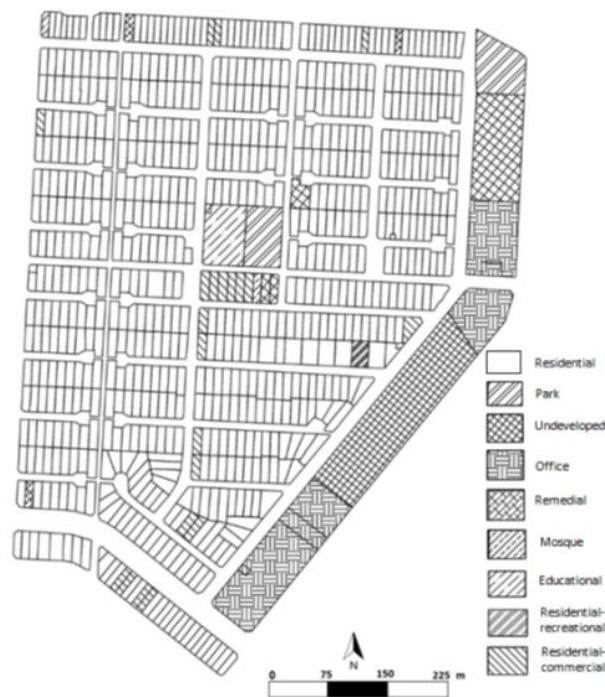 Residential
Park
Undeveloped
Office
Remedial
Mosque
Educational
Residential-
recreational
Residential-
commercial
N
0 75 150 225 m